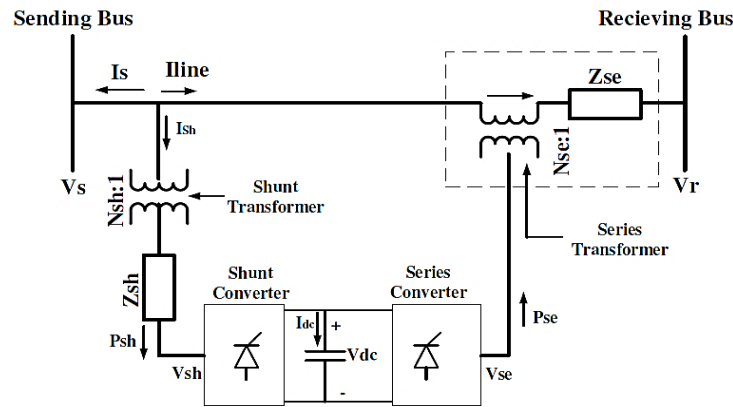 Sending Bus
Recieving Bus
Is
Iline
Zse
Ish
Nse:1
Vs
Nsh:1
Shunt
Transformer
Vr
Series
Transformer
Zsh
Shunt
Converter
Series
Converter
Idc
+
Psh
Pse
Vdc
Vsh
Vse
-